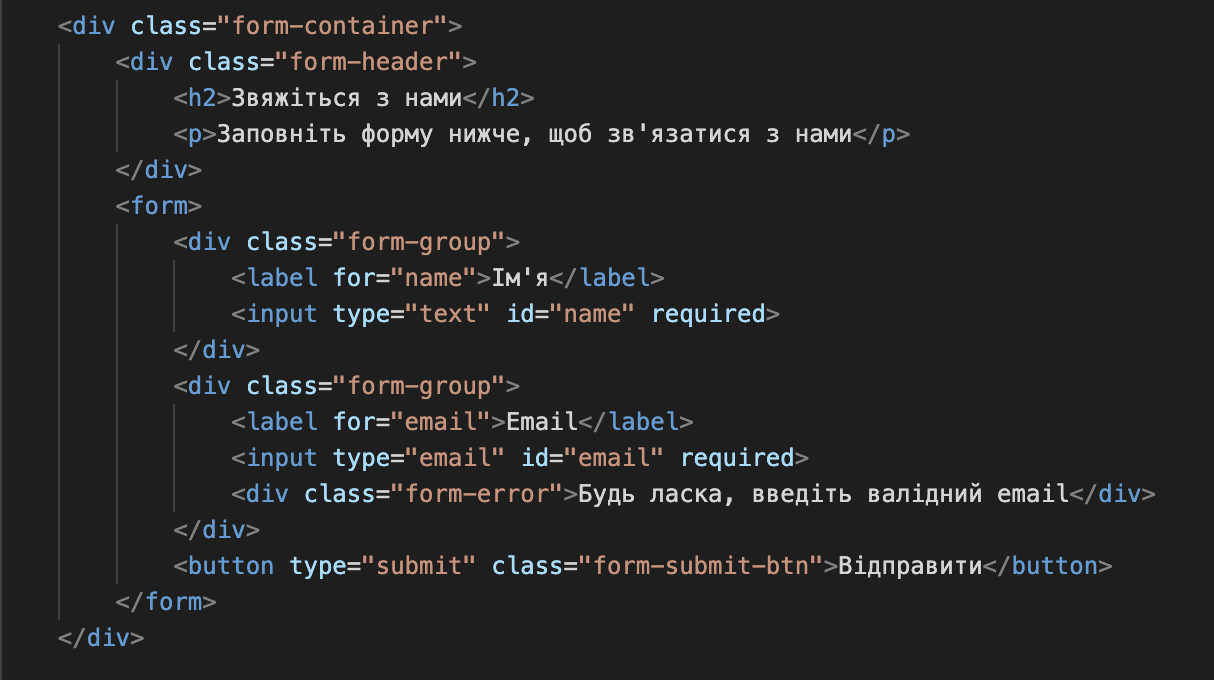 <div class="form-container">
<div class="form-header">
<h2>Звяжіться з нами</h2>
<p>Заповніть форму нижче, щоб зв'язатися з нами</p>
</div>
<form>
<div class="form-group">
<label for="name">Ім'я</label>
<input type="text" id="name" required>
</div>
<div class="form-group">
<label for="email">Email</label>
<input type="email" id="email" required>
<div class="form-error">Будь ласка, введіть валідний email</div>
</div>
<button type="submit" class="form-submit-btn">Відправити</button>
</form>
</div>